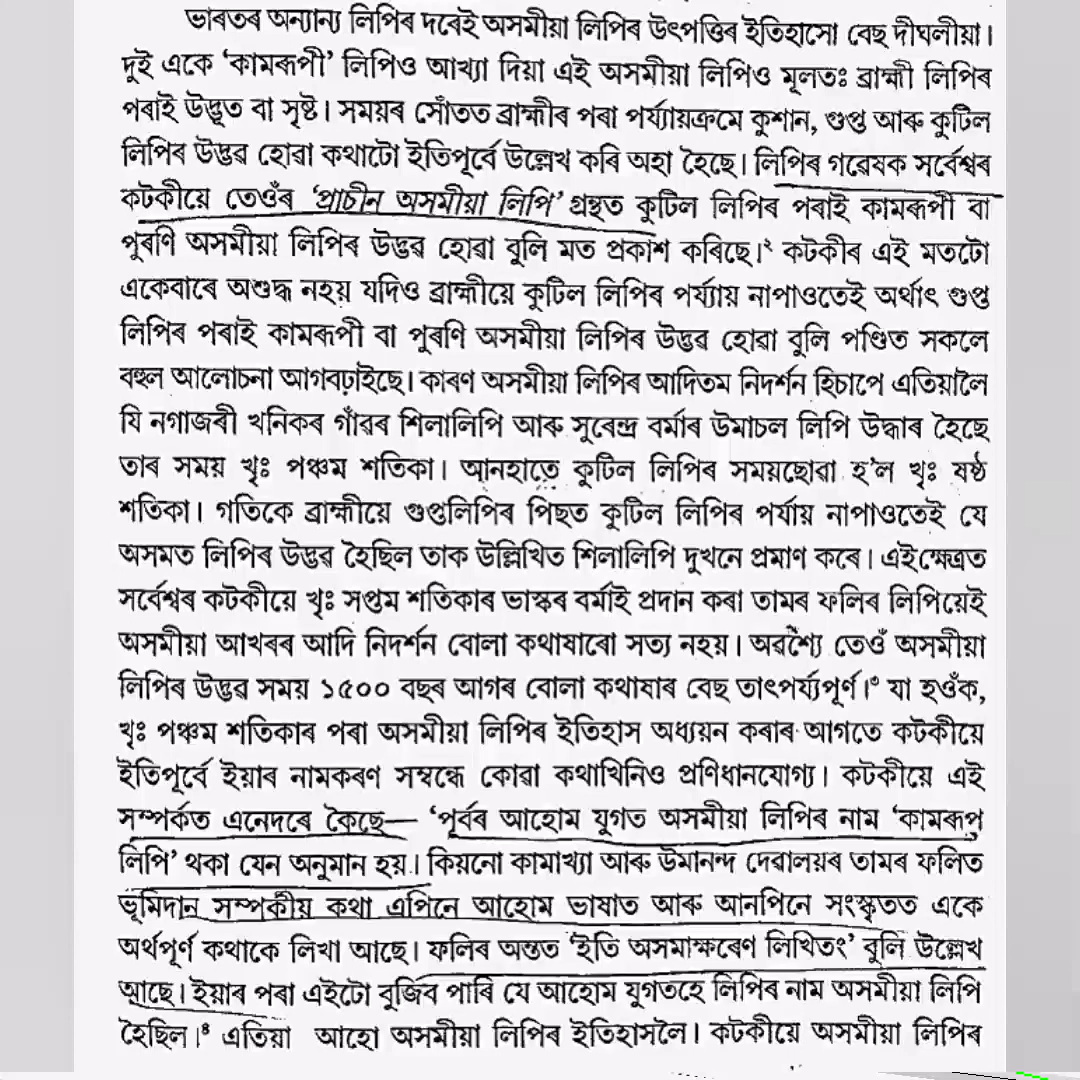 ভাৰতৰ অন্যান্য লিপিৰ দৰেই অসমীয়া লিপিৰ উৎপত্তিৰ ইতিহাসো বেছ দীঘলীয়া।
দুই একে ‘কামৰূপী’ লিপিও আখ্যা দিয়া এই অসমীয়া লিপিও মূলতঃ ব্ৰাহ্মী লিপিৰ
পৰাই উদ্ভূত বা সৃষ্ট। সময়ৰ সোঁতত ব্ৰাহ্মীৰ পৰা পৰ্য্যায়ক্ৰমে কুশান, গুপ্ত আৰু কুটিল
লিপিৰ উদ্ভৱ হোৱা কথাটো ইতিপূৰ্বে উল্লেখ কৰি অহা হৈছে। লিপিৰ গৱেষক সৰ্বেশ্বৰ
কটকীয়ে তেওঁৰ ‘প্ৰাচীন অসমীয়া লিপি’ গ্ৰন্থত কুটিল লিপিৰ পৰাই কামৰূপী বা
পুৰণি অসমীয়া লিপিৰ উদ্ভৱ হোৱা বুলি মত প্ৰকাশ কৰিছে।² কটকীৰ এই মতটো
একেবাৰে অশুদ্ধ নহয় যদিও ব্ৰাহ্মীয়ে কুটিল লিপিৰ পৰ্য্যায় নাপাওতেই অৰ্থাৎ গুপ্ত
লিপিৰ পৰাই কামৰূপী বা পুৰণি অসমীয়া লিপিৰ উদ্ভৱ হোৱা বুলি পণ্ডিত সকলে
বহুল আলোচনা আগবঢ়াইছে। কাৰণ অসমীয়া লিপিৰ আদিতম নিদৰ্শন হিচাপে এতিয়ালৈ
যি নগাজৰী খনিকৰ গাঁৱৰ শিলালিপি আৰু সুৰেন্দ্ৰ বৰ্মাৰ উমাচল লিপি উদ্ধাৰ হৈছে
তাৰ সময় খৃঃ পঞ্চম শতিকা। আনহাতে কুটিল লিপিৰ সময়ছোৱা হ’ল খৃঃ ষষ্ঠ
শতিকা। গতিকে ব্ৰাহ্মীয়ে গুপ্তলিপিৰ পিছত কুটিল লিপিৰ পৰ্যায় নাপাওতেই যে
অসমত লিপিৰ উদ্ভৱ হৈছিল তাক উল্লিখিত শিলালিপি দুখনে প্ৰমাণ কৰে। এইক্ষেত্ৰত
সৰ্বেশ্বৰ কটকীয়ে খৃঃ সপ্তম শতিকাৰ ভাস্কৰ বৰ্মাই প্ৰদান কৰা তামৰ ফলিৰ লিপিয়েই
অসমীয়া আখৰৰ আদি নিদৰ্শন বোলা কথাষাৰো সত্য নহয়। অৱশ্যৈ তেওঁ অসমীয়া
লিপিৰ উদ্ভৱ সময় ১৫০০ বছৰ আগৰ বোলা কথাষাৰ বেছ তাৎপৰ্য্যপূৰ্ণ।³ যা হওঁক,
খৃঃ পঞ্চম শতিকাৰ পৰা অসমীয়া লিপিৰ ইতিহাস অধ্যয়ন কৰাৰ আগতে কটকীয়ে
ইতিপূৰ্বে ইয়াৰ নামকৰণ সম্বন্ধে কোৱা কথাখিনিও প্ৰণিধানযোগ্য। কটকীয়ে এই
সম্পৰ্কত এনেদৰে কৈছে— ‘পূৰ্বৰ আহোম যুগত অসমীয়া লিপিৰ নাম ‘কামৰূপ
লিপি’ থকা যেন অনুমান হয়। কিয়নো কামাখ্যা আৰু উমানন্দ দেৱালয়ৰ তামৰ ফলিত
ভূমিদান সম্পৰ্কীয় কথা এপিনে আহোম ভাষাত আৰু আনপিনে সংস্কৃতত একে
অৰ্থপূৰ্ণ কথাকে লিখা আছে। ফলিৰ অন্তত ‘ইতি অসমাক্ষৰেণ লিখিতং’ বুলি উল্লেখ
আছে। ইয়াৰ পৰা এইটো বুজিব পাৰি যে আহোম যুগতহে লিপিৰ নাম অসমীয়া লিপি
হৈছিল।⁴ এতিয়া আহো অসমীয়া লিপিৰ ইতিহাসলৈ। কটকীয়ে অসমীয়া লিপিৰ